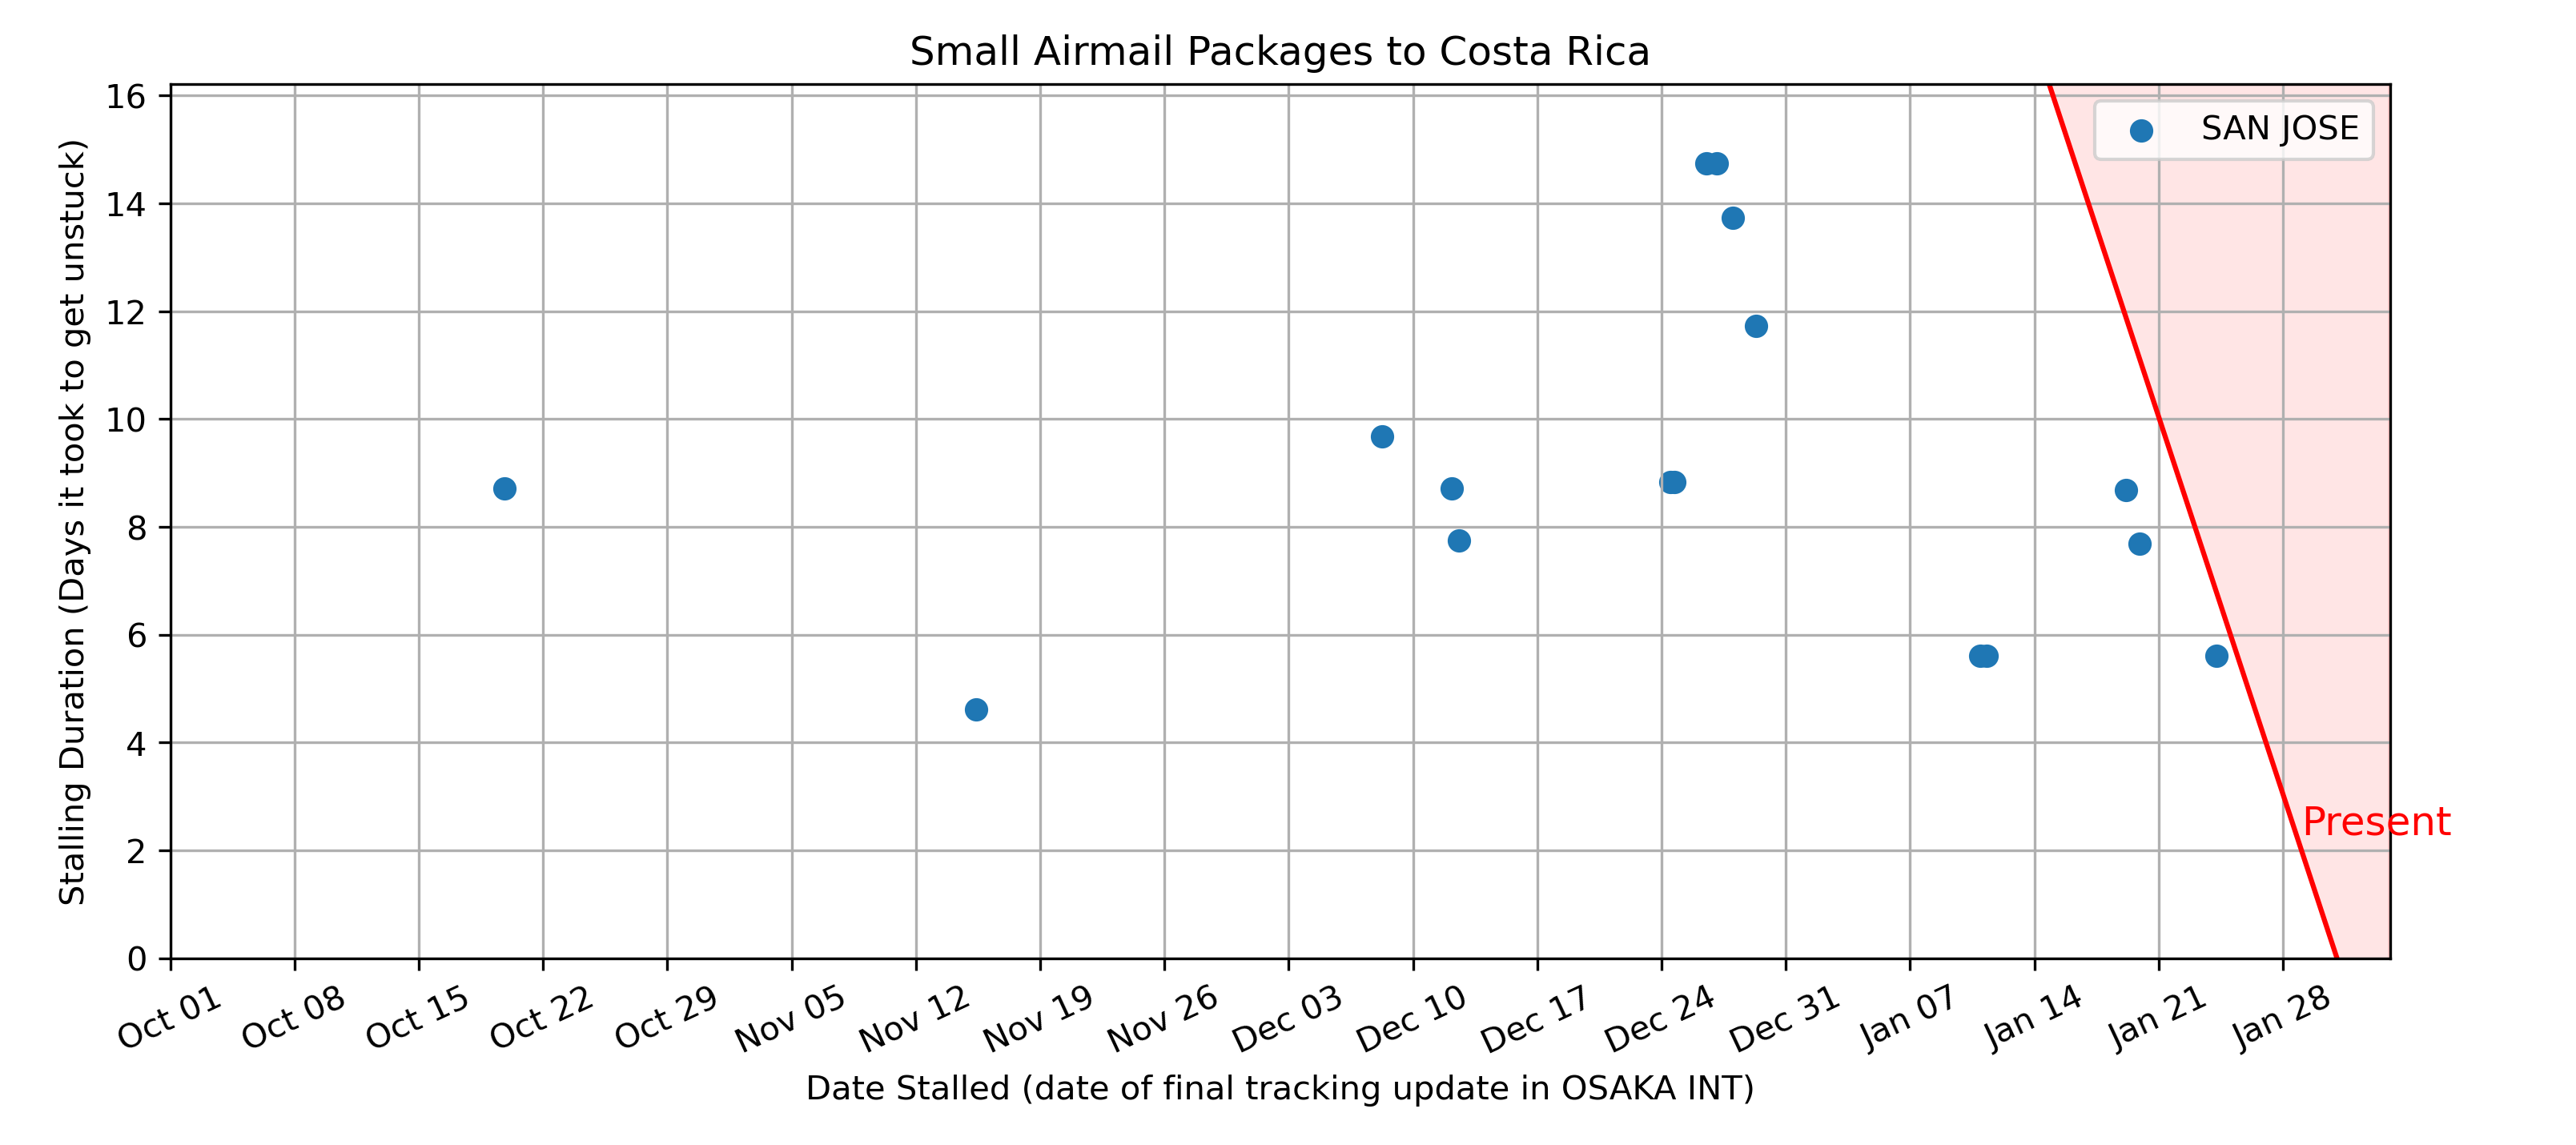 Small Airmail Packages to Costa Rica
SAN JOSE
Present
Stalling Duration (Days it took to get unstuck)
16
14
12
10
8
6
4
2
0
Oct 01
Oct 08
Oct 15
Oct 22
Oct 29
Nov 05
Nov 12
Nov 19
Nov 26
Dec 03
Dec 10
Dec 17
Dec 24
Dec 31
Jan 07
Jan 14
Jan 21
Jan 28
Date Stalled (date of final tracking update in OSAKA INT)